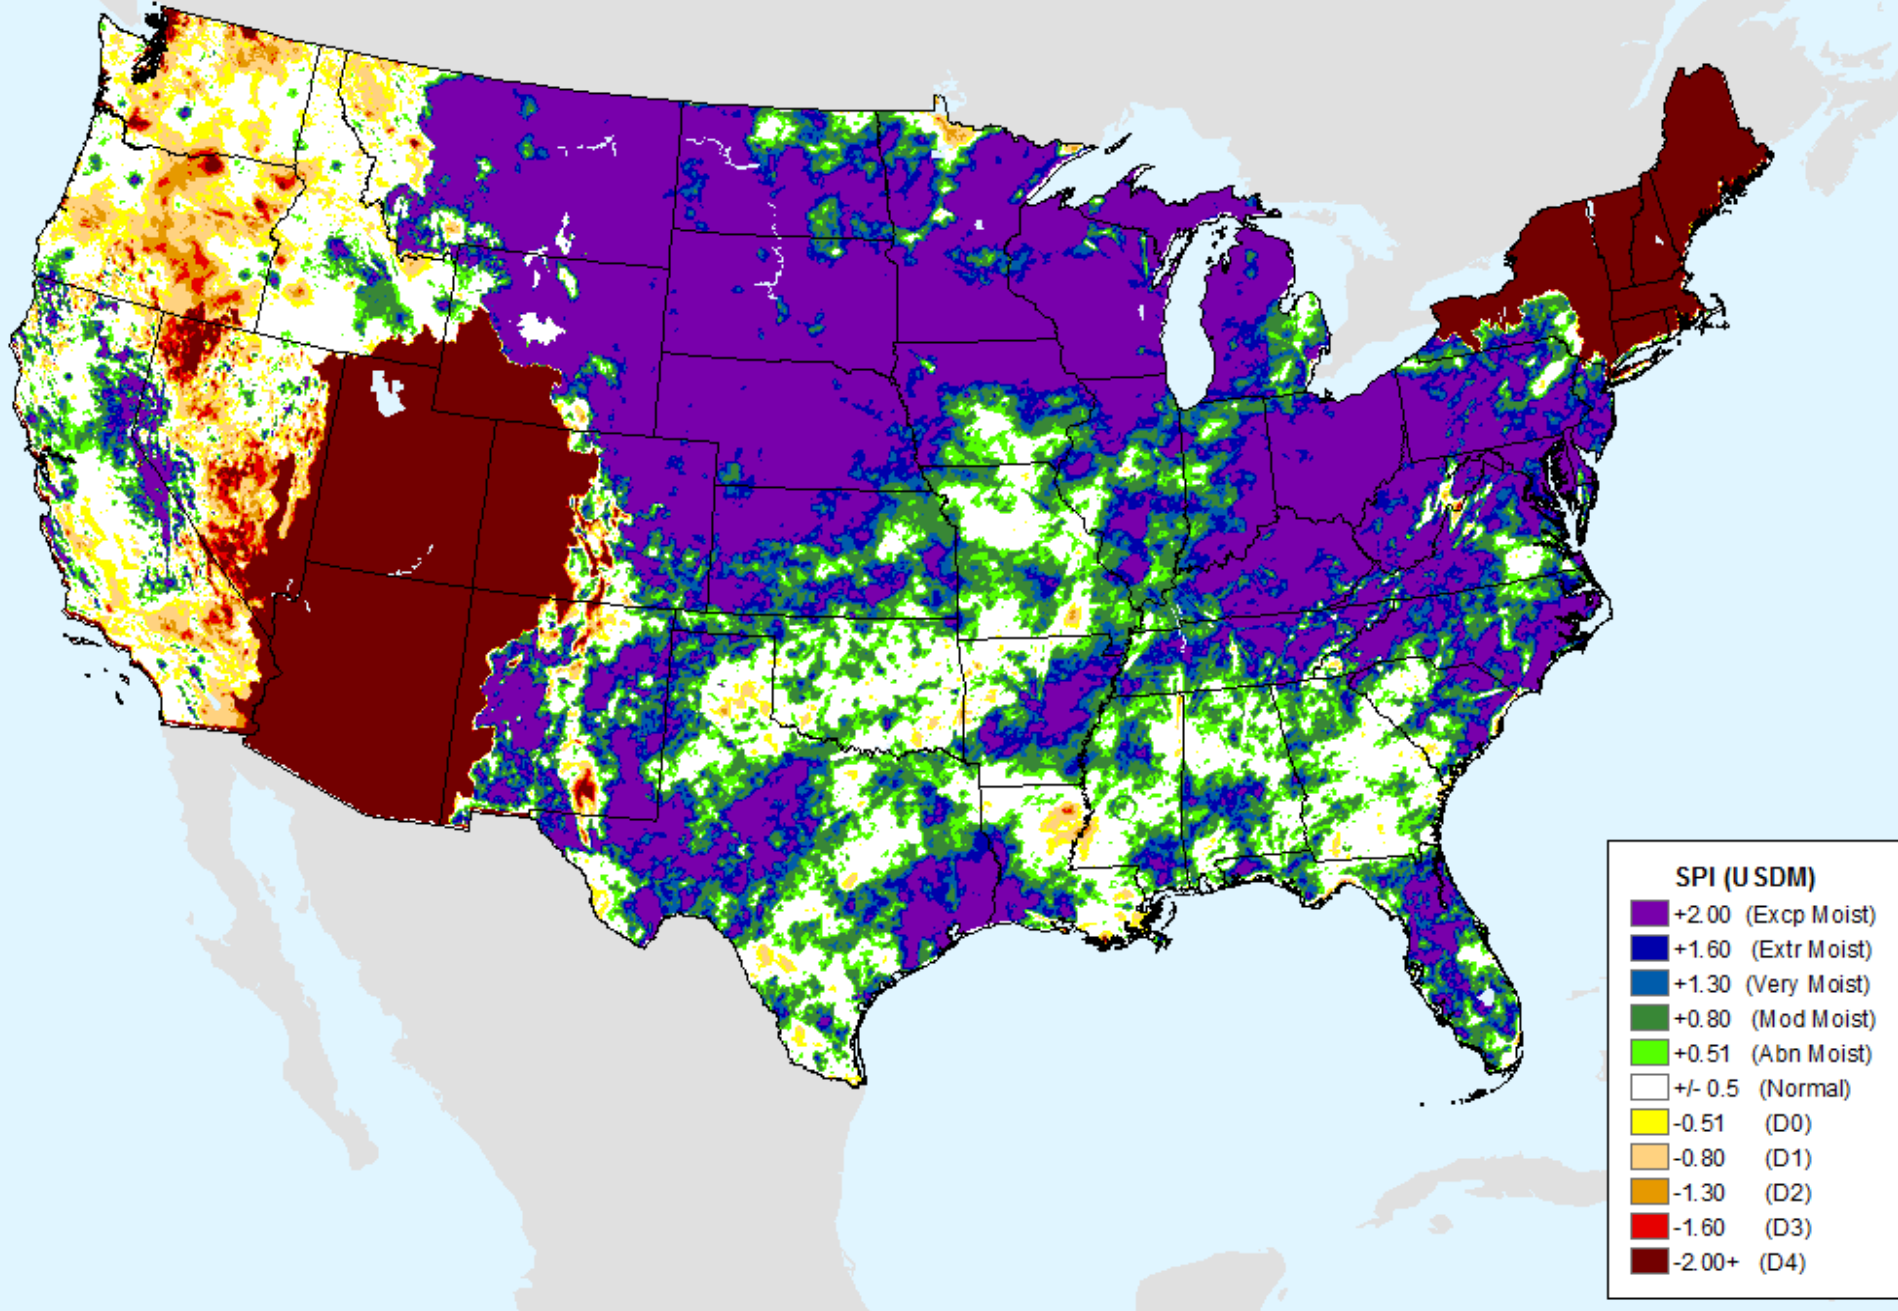 SPI (USDM)
+2.00 (Excp Moist)
+1.60 (Extr Moist)
+1.30 (Very Moist)
+0.80 (Mod Moist)
+0.51 (Abn Moist)
+/- 0.5 (Normal)
-0.51 (D0)
-0.80 (D1)
-1.30 (D2)
-1.60 (D3)
-2.00+ (D4)